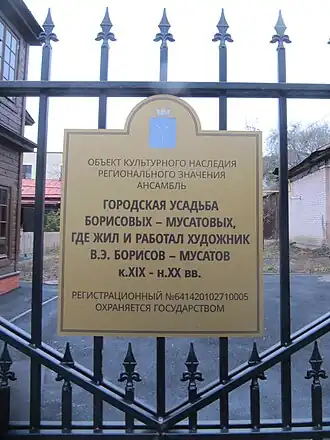 ОБЪЕКТ КУЛЬТУРНОГО НАСЛЕДИЯ
РЕГИОНАЛЬНОГО ЗНАЧЕНИЯ
АНСАМБЛЬ
ГОРОДСКАЯ УСАДЬБА
БОРИСОВЫХ – МУСАТОВЫХ,
ГДЕ ЖИЛ И РАБОТАЛ ХУДОЖНИК
В.Э. БОРИСОВ – МУСАТОВ
к.XIX - н.XX вв.
РЕГИСТРАЦИОННЫЙ №641420102710005
ОХРАНЯЕТСЯ ГОСУДАРСТВОМ